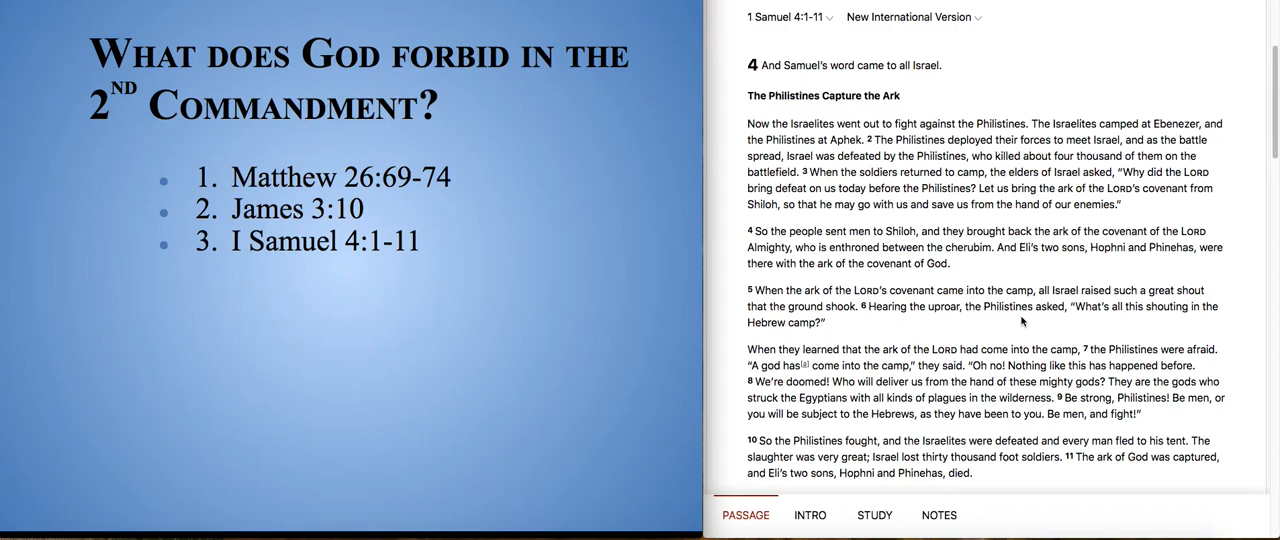 WHAT DOES GOD FORBID IN THE
2ND COMMANDMENT?
• 1. Matthew 26:69-74
• 2. James 3:10
• 3. I Samuel 4:1-11
1 Samuel 4:1-11 New International Version
4 And Samuel's word came to all Israel.
The Philistines Capture the Ark
Now the Israelites went out to fight against the Philistines. The Israelites camped at Ebenezer, and
the Philistines at Aphek. 2 The Philistines deployed their forces to meet Israel, and as the battle
spread, Israel was defeated by the Philistines, who killed about four thousand of them on the
battlefield. 3 When the soldiers returned to camp, the elders of Israel asked, “Why did the LORD
bring defeat on us today before the Philistines? Let us bring the ark of the LORD’s covenant from
Shiloh, so that he may go with us and save us from the hand of our enemies.”
4 So the people sent men to Shiloh, and they brought back the ark of the covenant of the LORD
Almighty, who is enthroned between the cherubim. And Eli’s two sons, Hophni and Phinehas, were
there with the ark of the covenant of God.
5 When the ark of the LORD’s covenant came into the camp, all Israel raised such a great shout
that the ground shook. 6 Hearing the uproar, the Philistines asked, “What’s all this shouting in the
Hebrew camp?”
When they learned that the ark of the LORD had come into the camp, 7 the Philistines were afraid.
“A god has[a] come into the camp,” they said. “Oh no! Nothing like this has happened before.
8 We’re doomed! Who will deliver us from the hand of these mighty gods? They are the gods who
struck the Egyptians with all kinds of plagues in the wilderness. 9 Be strong, Philistines! Be men, or
you will be subject to the Hebrews, as they have been to you. Be men, and fight!”
10 So the Philistines fought, and the Israelites were defeated and every man fled to his tent. The
slaughter was very great; Israel lost thirty thousand foot soldiers. 11 The ark of God was captured,
and Eli’s two sons, Hophni and Phinehas, died.
PASSAGE INTRO STUDY NOTES